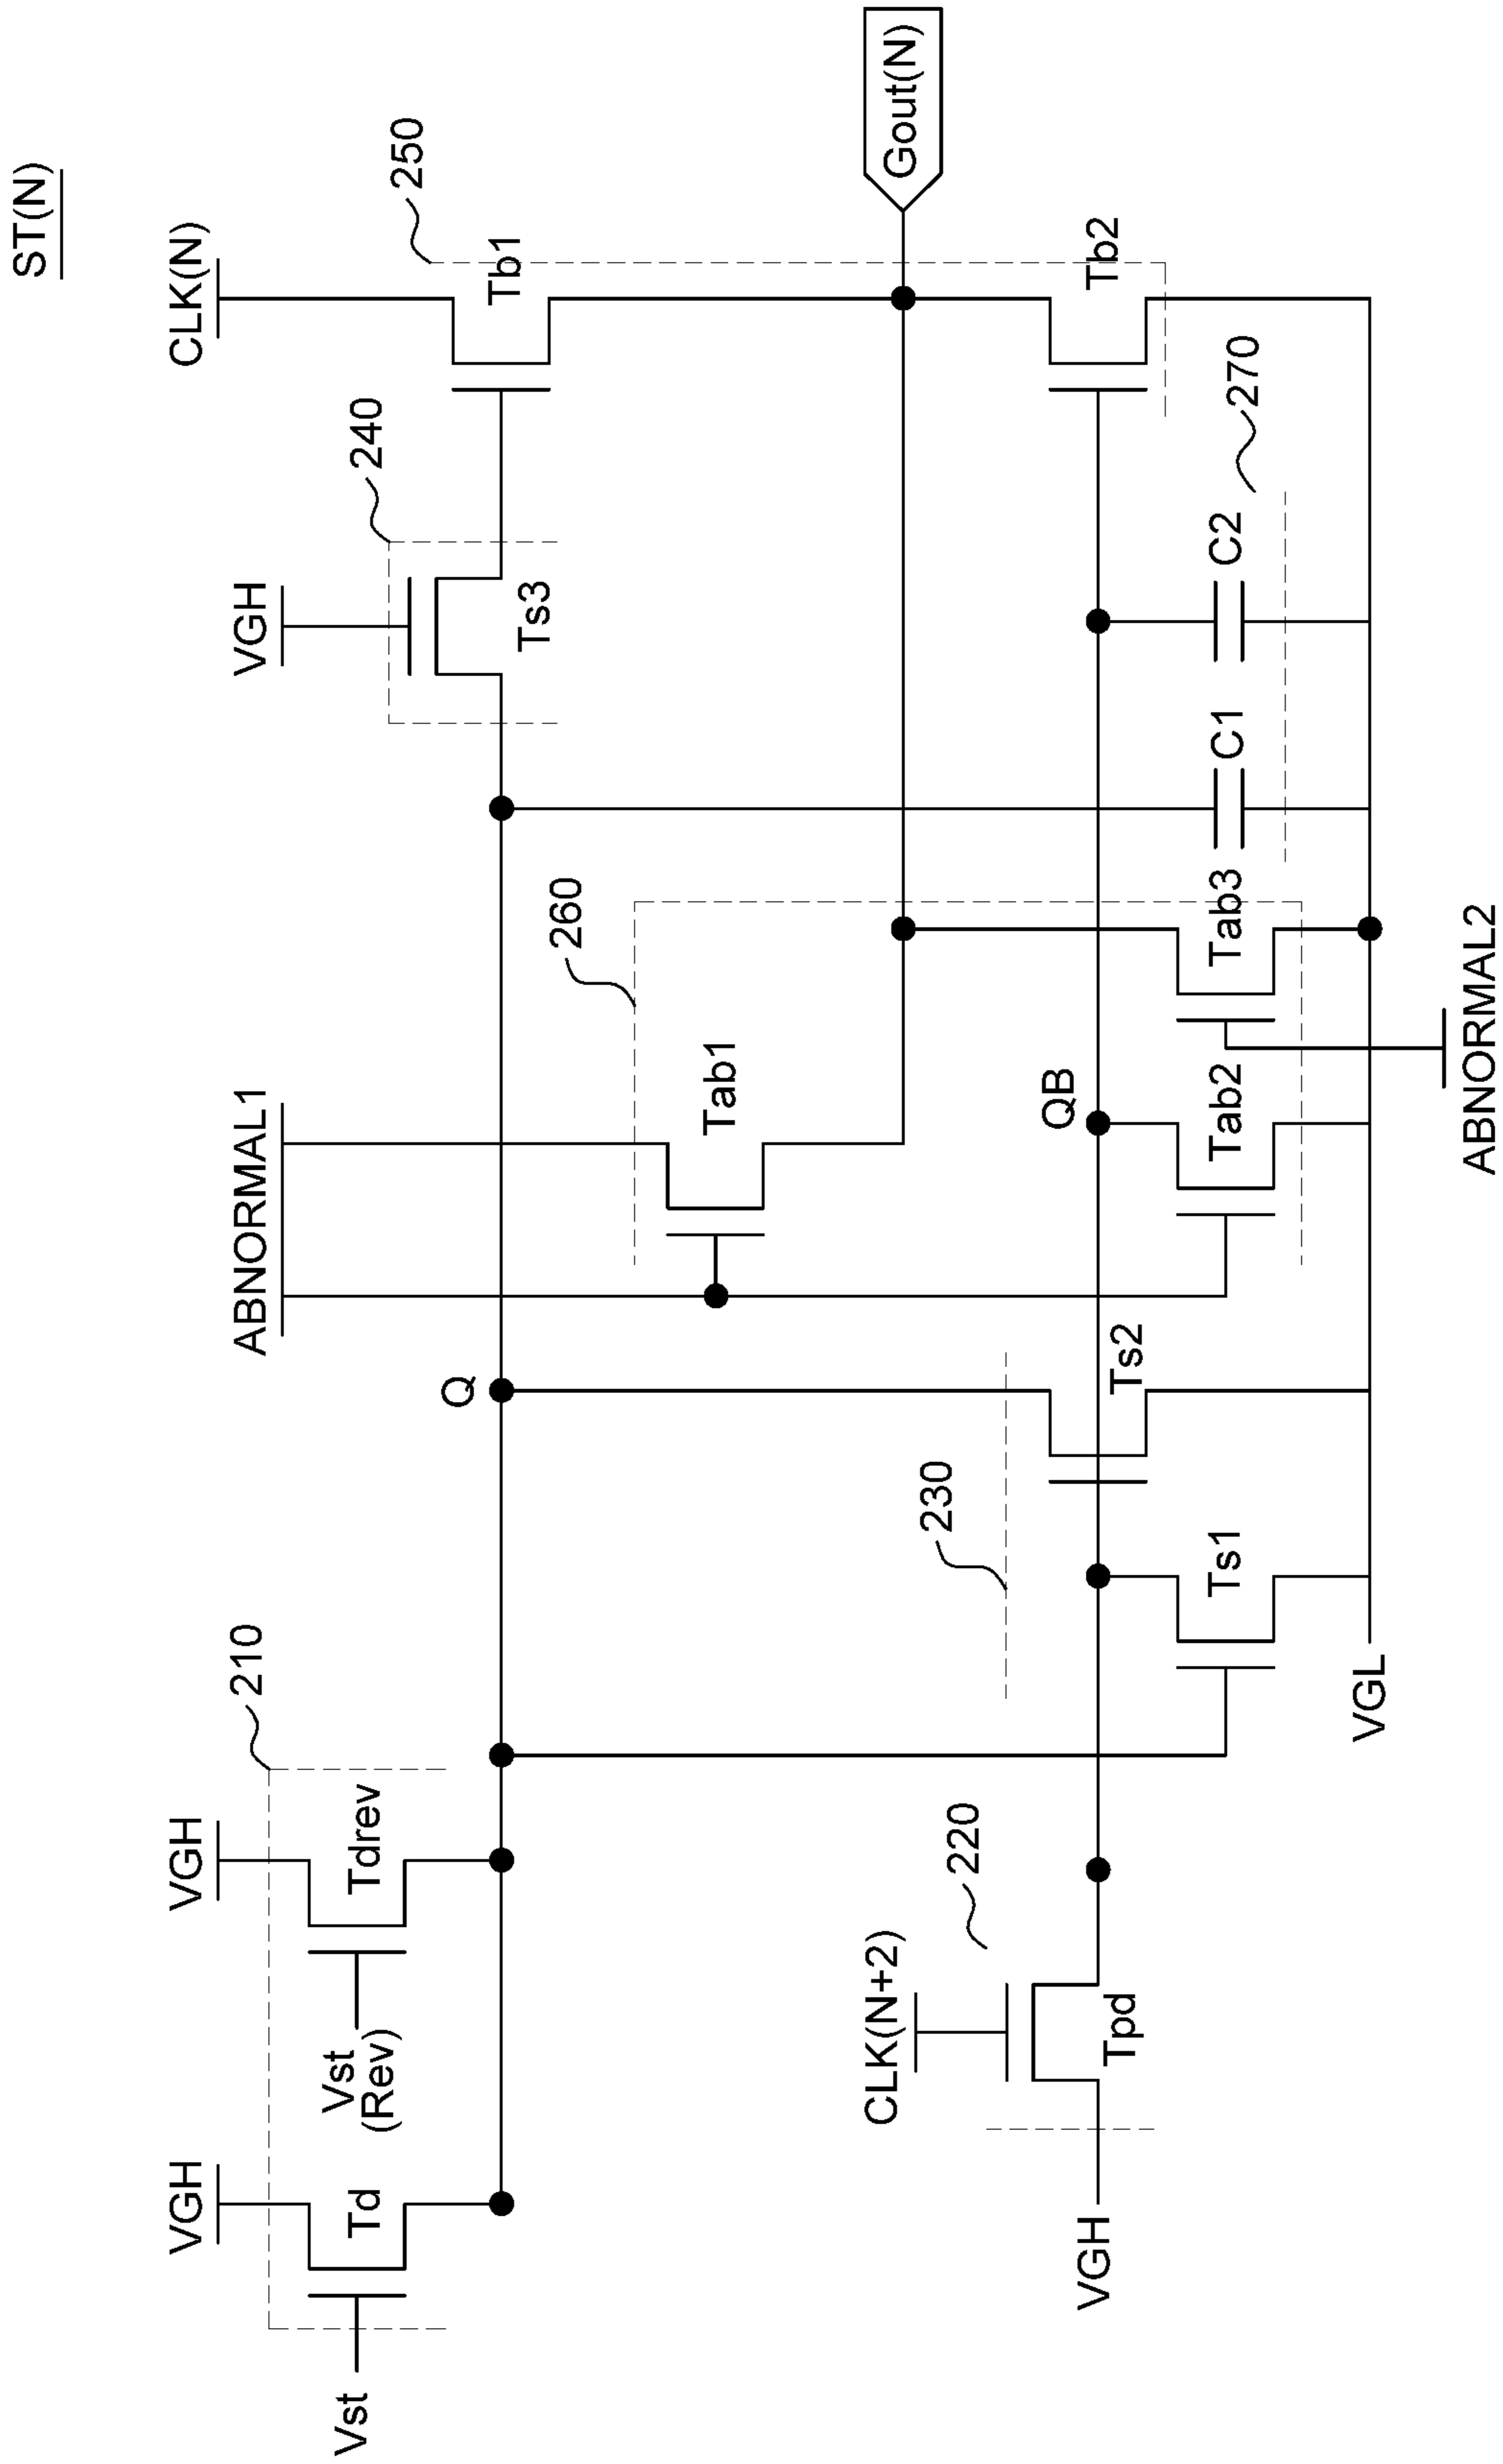 ST(N)
CLK(N)
250
Tb1
Gout(N)
Tb2
VGH
240
Ts3
270
C1
C2
ABNORMAL1
260
Tab1
QB
Tab2
Tab3
ABNORMAL2
Q
230
Ts2
Ts1
VGL
210
VGH
VGH
Td
Tdrev
Vst
Vst
(Rev)
220
CLK(N+2)
Tpd
VGH